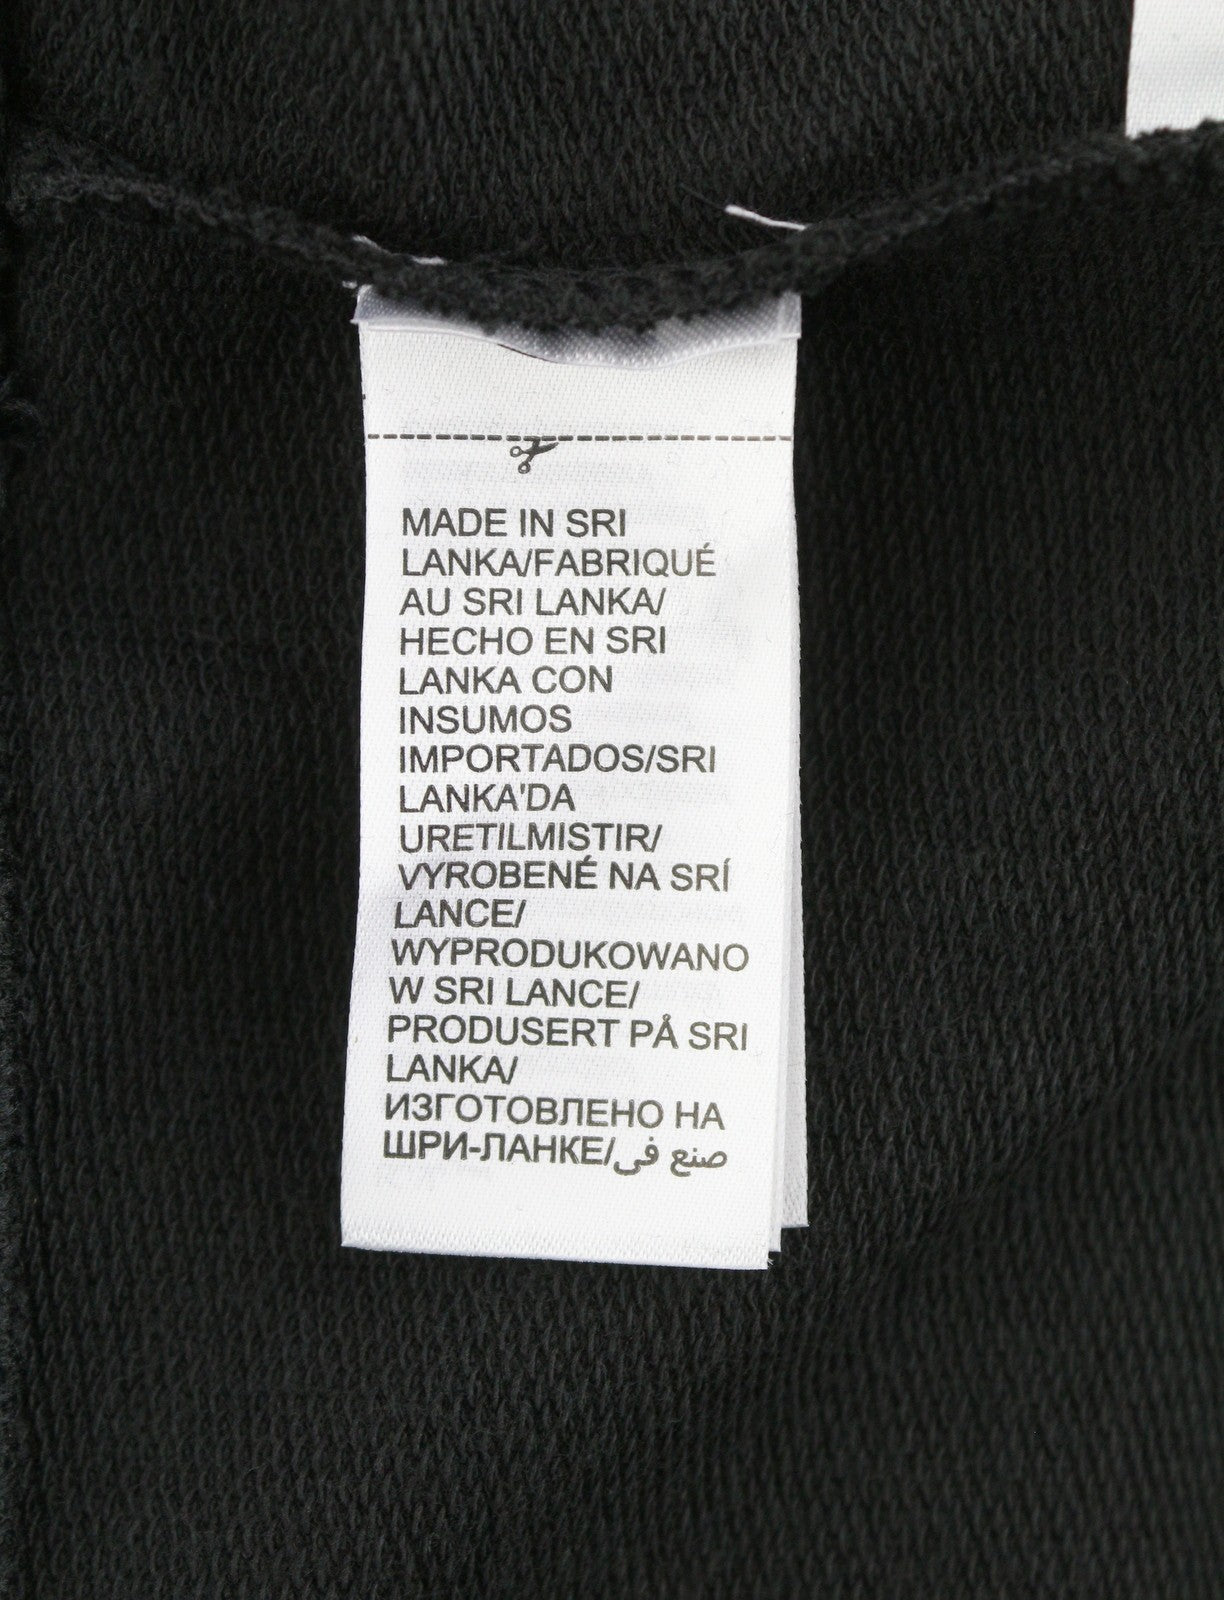 MADE IN SRI
LANKA/FABRIQUÉ
AU SRI LANKA/
HECHO EN SRI
LANKA CON
INSUMOS
IMPORTADOS/SRI
LANKA'DA
URETILMISTIR/
VYROBENÉ NA SRÍ
LANCE/
WYPRODUKOWANO
W SRI LANCE/
PRODUSERT PÅ SRI
LANKA/
ИЗГОТОВЛЕНО НА
ШРИ-ЛАНКЕ/صنع في